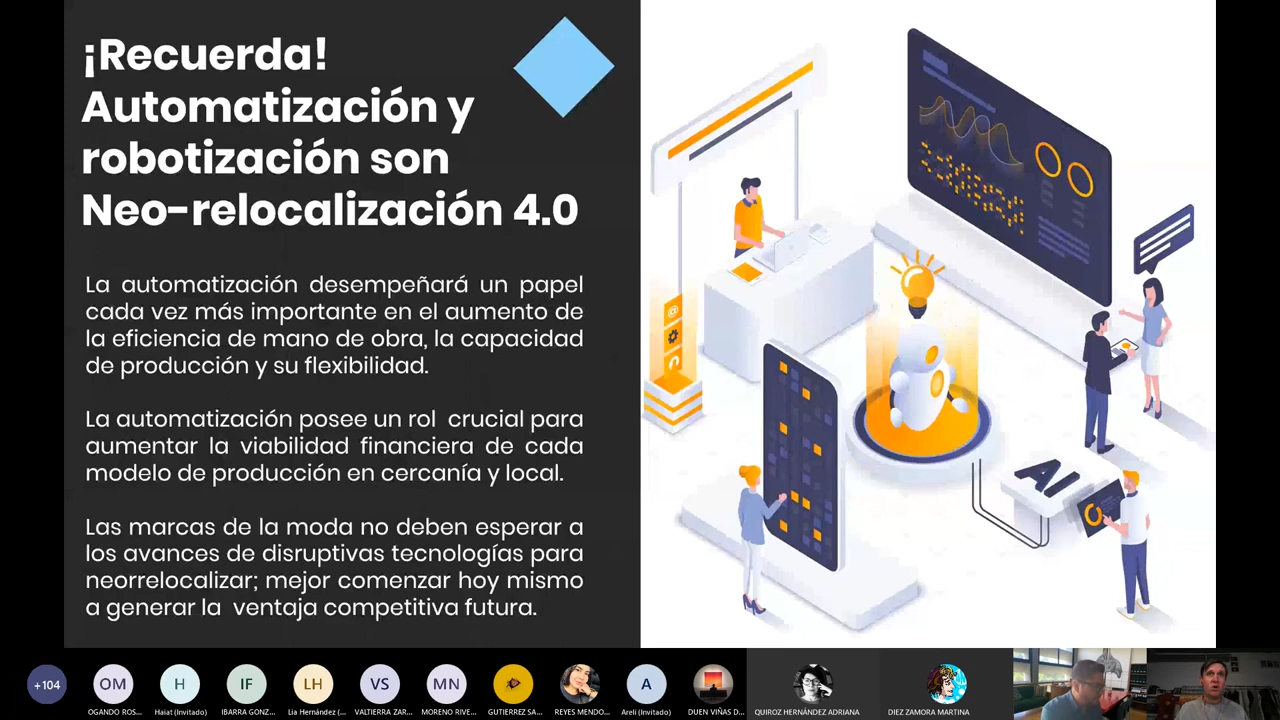 ¡Recuerda!
Automatización y
robotización son
Neo-relocalización 4.0
La automatización desempeñará un papel
cada vez más importante en el aumento de
la eficiencia de mano de obra, la capacidad
de producción y su flexibilidad.
La automatización posee un rol crucial para
aumentar la viabilidad financiera de cada
modelo de producción en cercanía y local.
Las marcas de la moda no deben esperar a
los avances de disruptivas tecnologías para
neorrelocalizar; mejor comenzar hoy mismo
a generar la ventaja competitiva futura.
AI
+104
OM
H
IF
LH
VS
MN
A
OGANDO ROS...
Haiat (Invitado)
IBARRA GONZ...
Lia Hernández (...
VALTIERRA ZAR...
MORENO RIVE...
GUTIERREZ SA...
REYES MENDO...
Areli (Invitado)
DUEN VIÑAS D...
QUIROZ HERNÁNDEZ ADRIANA
DIEZ ZAMORA MARTINA